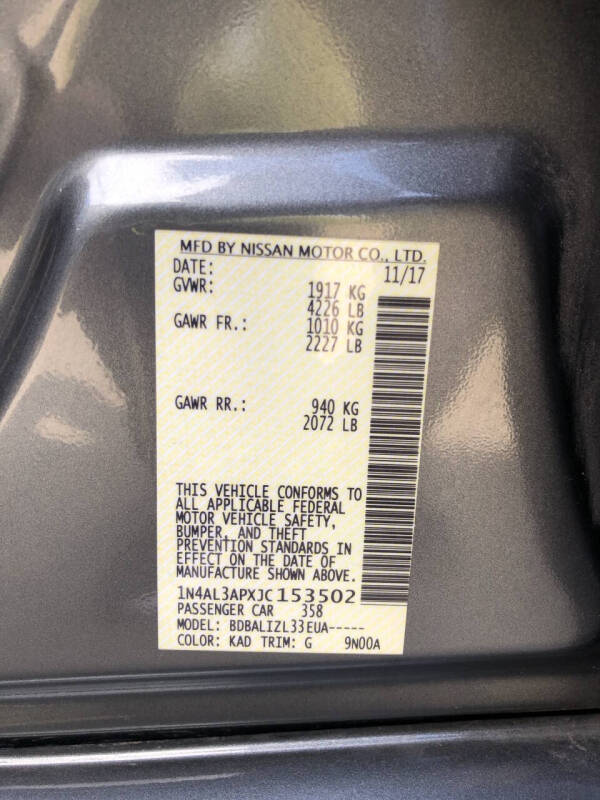 MFD BY NISSAN MOTOR CO., LTD.
DATE: 11/17
GVWR: 1917 KG
4226 LB
GAWR FR.: 1010 KG
2227 LB
GAWR RR.: 940 KG
2072 LB
THIS VEHICLE CONFORMS TO
ALL APPLICABLE FEDERAL
MOTOR VEHICLE SAFETY,
BUMPER, AND THEFT
PREVENTION STANDARDS IN
EFFECT ON THE DATE OF
MANUFACTURE SHOWN ABOVE.
1N4AL3APXJC153502
PASSENGER CAR 358
MODEL: BDBALIZL33EUA-----
COLOR: KAD TRIM: G 9N00A